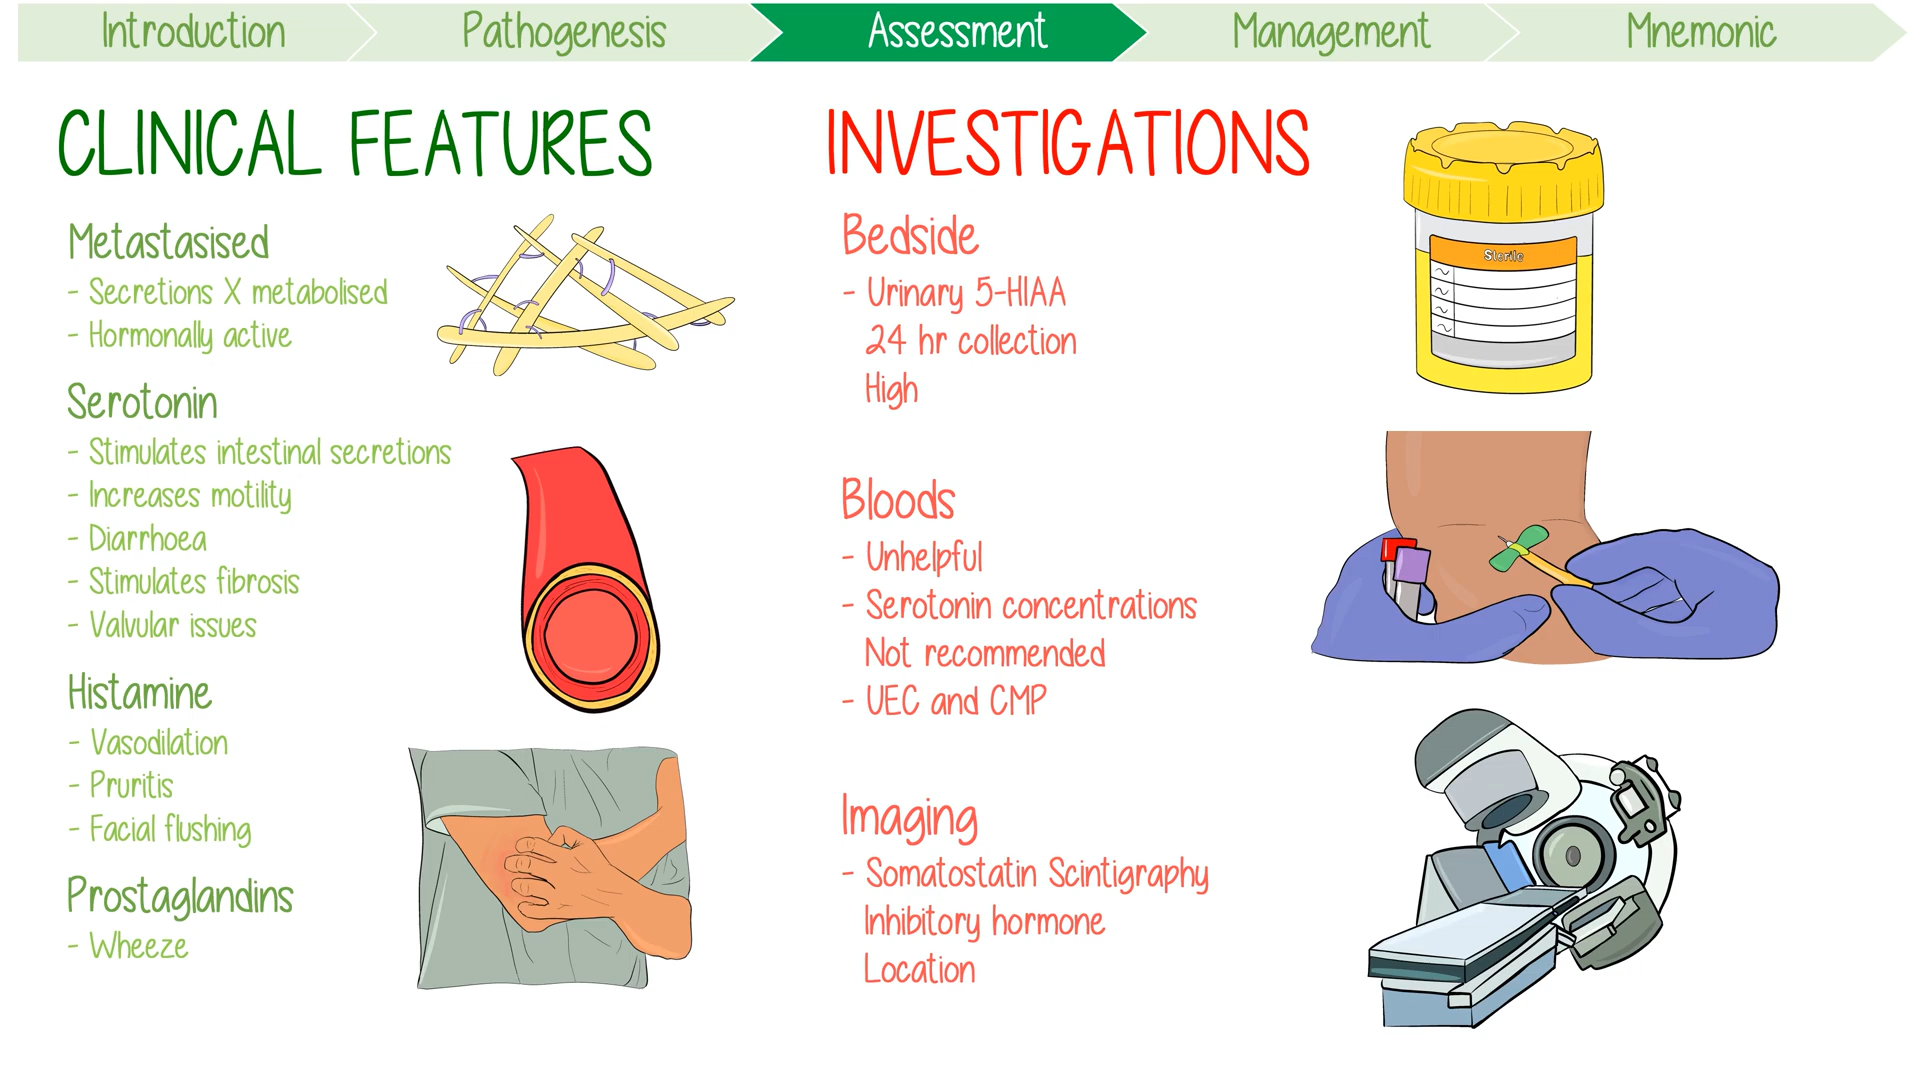 Introduction
Pathogenesis
Assessment
Management
Mnemonic
CLINICAL FEATURES
Metastasised
- Secretions X metabolised
- Hormonally active
Serotonin
- Stimulates intestinal secretions
- Increases motility
- Diarrhoea
- Stimulates fibrosis
- Valvular issues
Histamine
- Vasodilation
- Pruritis
- Facial flushing
Prostaglandins
- Wheeze
INVESTIGATIONS
Bedside
- Urinary 5-HIAA
24 hr collection
High
Bloods
- Unhelpful
- Serotonin concentrations
Not recommended
- UEC and CMP
Imaging
- Somatostatin Scintigraphy
Inhibitory hormone
Location
Sterile